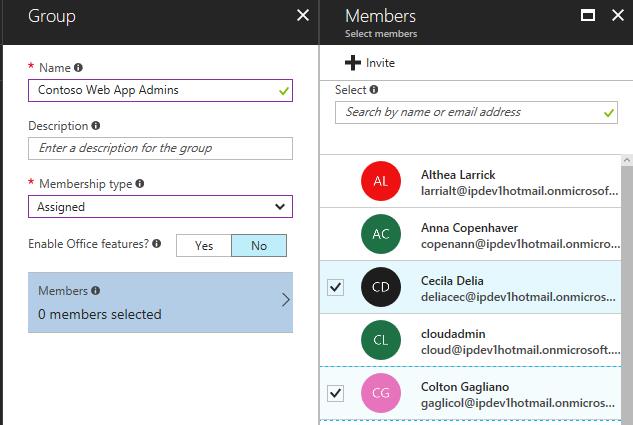 Group
* Name
Contoso Web App Admins
Description
Enter a description for the group
* Membership type
Assigned
Enable Office features?
Yes No
Members
0 members selected
Members
Select members
Invite
Select
Search by name or email address
AL
Althea Larrick
larrialt@ipdev1hotmail.onmicrosof...
AC
Anna Copenhaver
copenann@ipdev1hotmail.onmicro...
CD
Cecila Delia
deliacec@ipdev1hotmail.onmicros...
CL
cloudadmin
cloud@ipdev1hotmail.onmicrosoft....
CG
Colton Gagliano
gaglicol@ipdev1hotmail.onmicros...